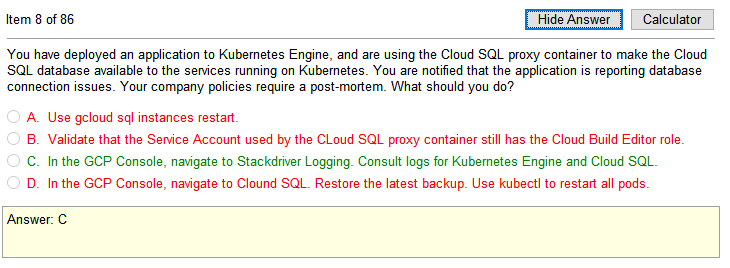 Item 8 of 86
Hide Answer
Calculator
You have deployed an application to Kubernetes Engine, and are using the Cloud SQL proxy container to make the Cloud
SQL database available to the services running on Kubernetes. You are notified that the application is reporting database
connection issues. Your company policies require a post-mortem. What should you do?
A. Use gcloud sql instances restart.
B. Validate that the Service Account used by the CLoud SQL proxy container still has the Cloud Build Editor role.
C. In the GCP Console, navigate to Stackdriver Logging. Consult logs for Kubernetes Engine and Cloud SQL.
D. In the GCP Console, navigate to Clound SQL. Restore the latest backup. Use kubectl to restart all pods.
Answer: C